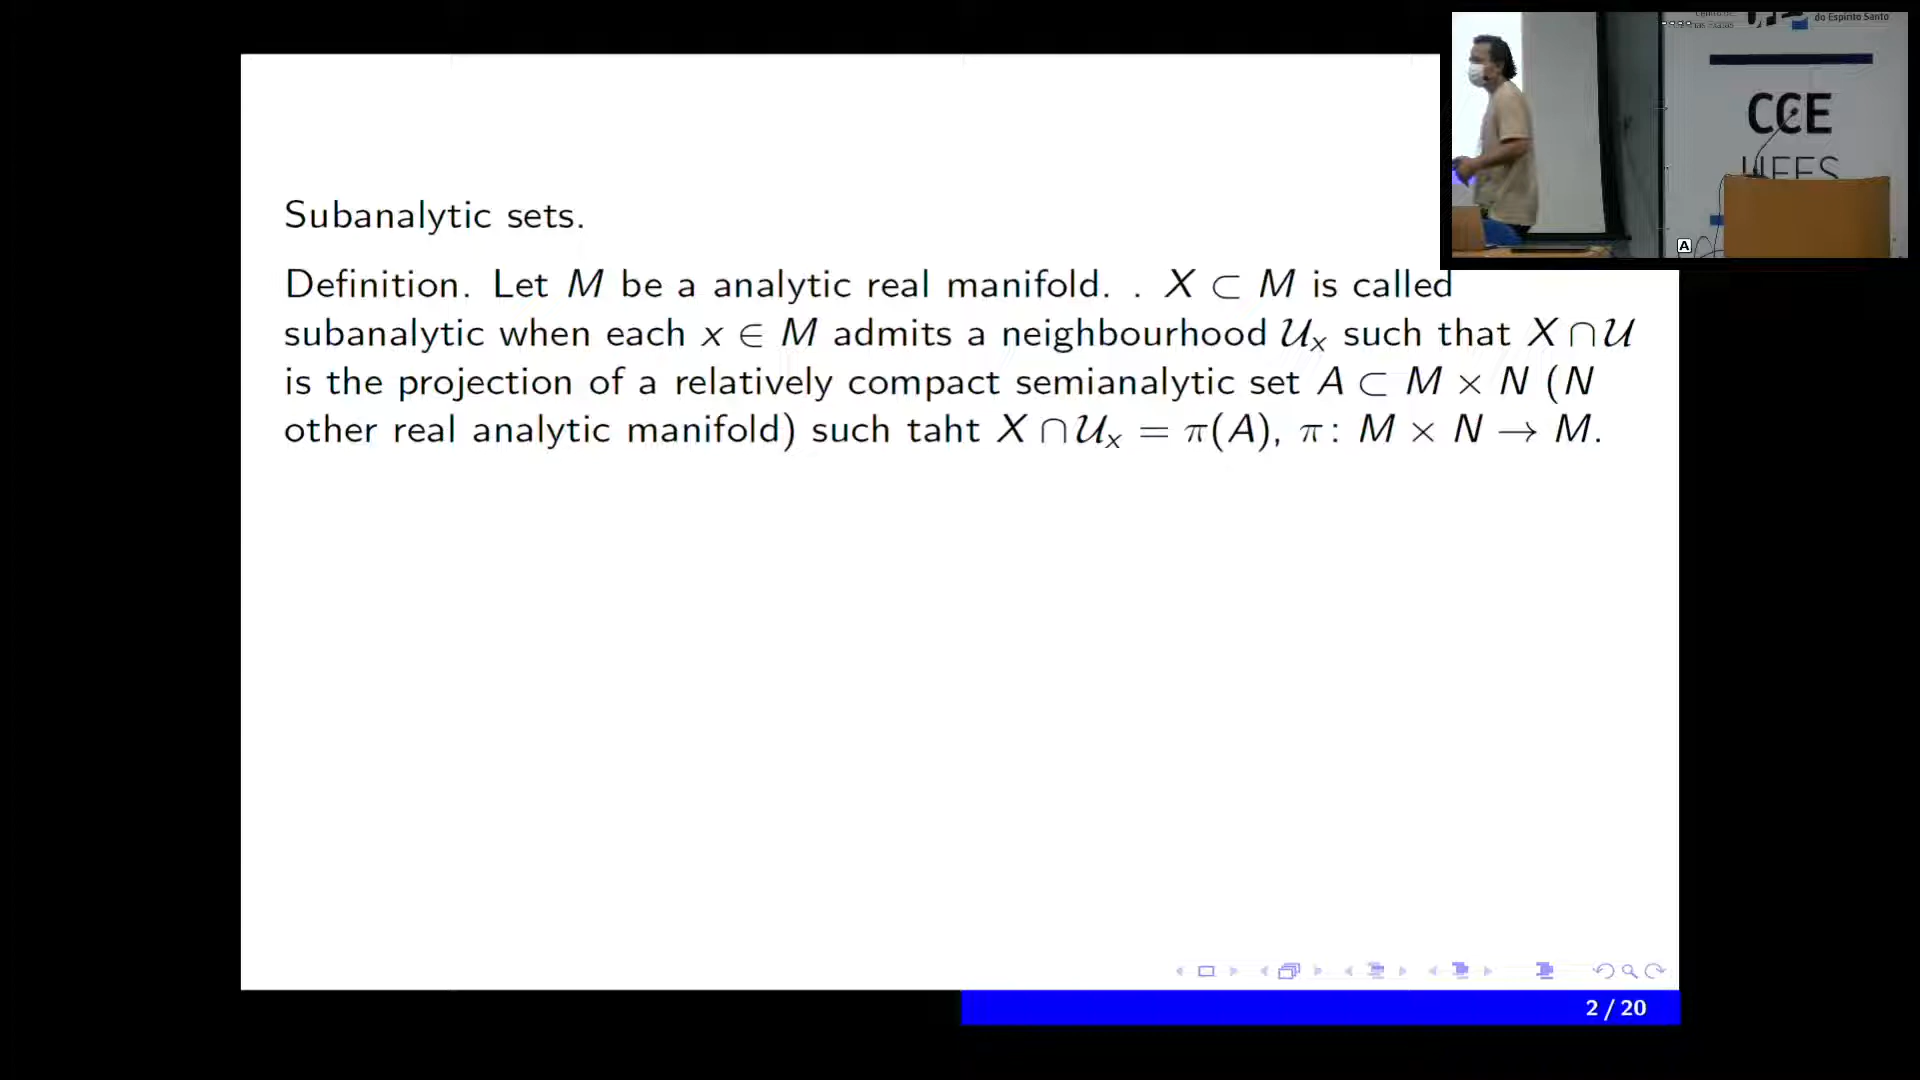 do Espírito Santo
CCE
UFES
A
Subanalytic sets.
Definition. Let M be a analytic real manifold. . X ⊂ M is called
subanalytic when each x ∈ M admits a neighbourhood 𝒰ₓ such that X ∩ 𝒰
is the projection of a relatively compact semianalytic set A ⊂ M × N (N
other real analytic manifold) such taht X ∩ 𝒰ₓ = π(A), π: M × N → M.
2 / 20